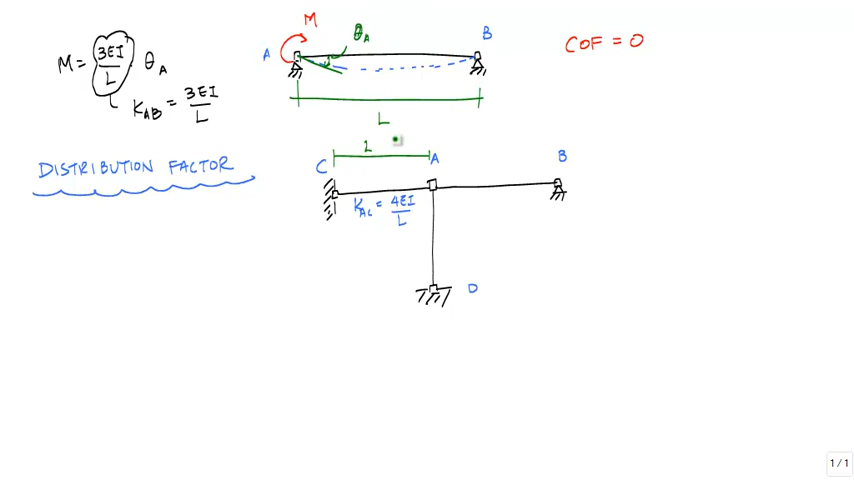 M
θA
A
B
COF = 0
M = 3EI/L · θA
KAB = 3EI/L
L
DISTRIBUTION FACTOR
L
C
A
B
KAC = 4EI/L
D
1 / 1